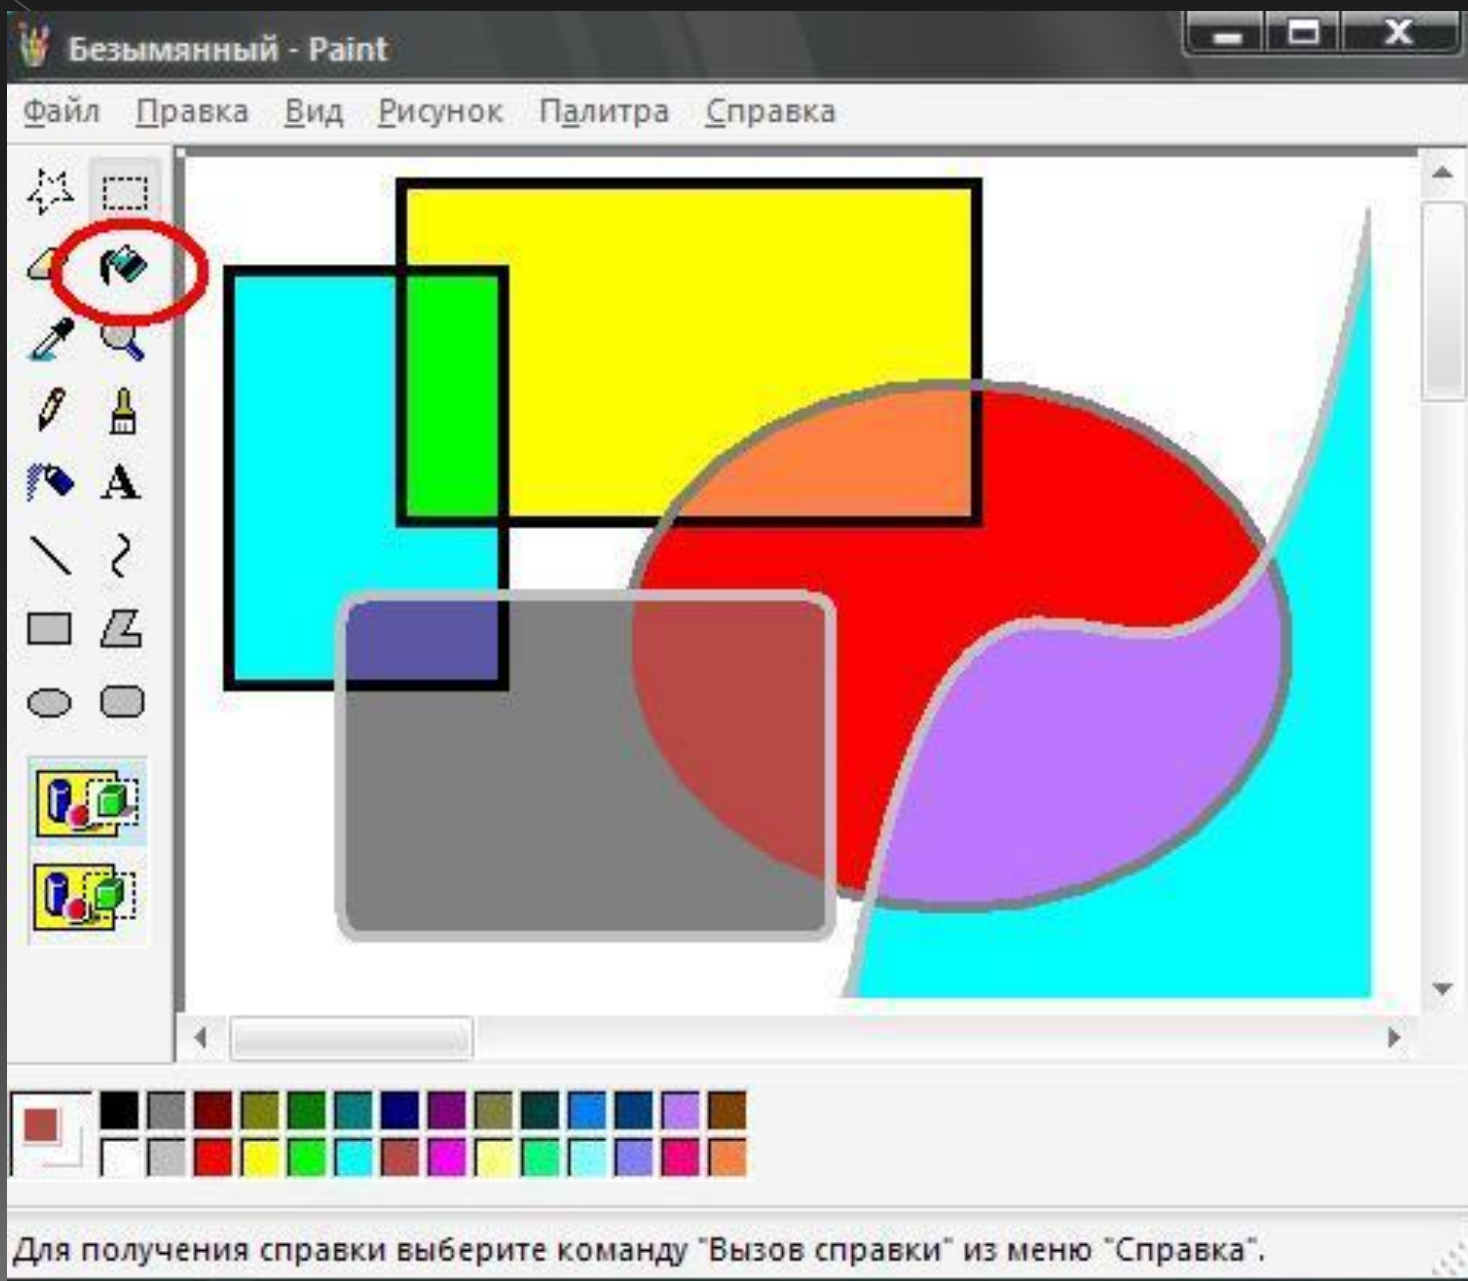 Безымянный - Paint
Файл Правка Вид Рисунок Палитра Справка
A
Для получения справки выберите команду "Вызов справки" из меню "Справка".